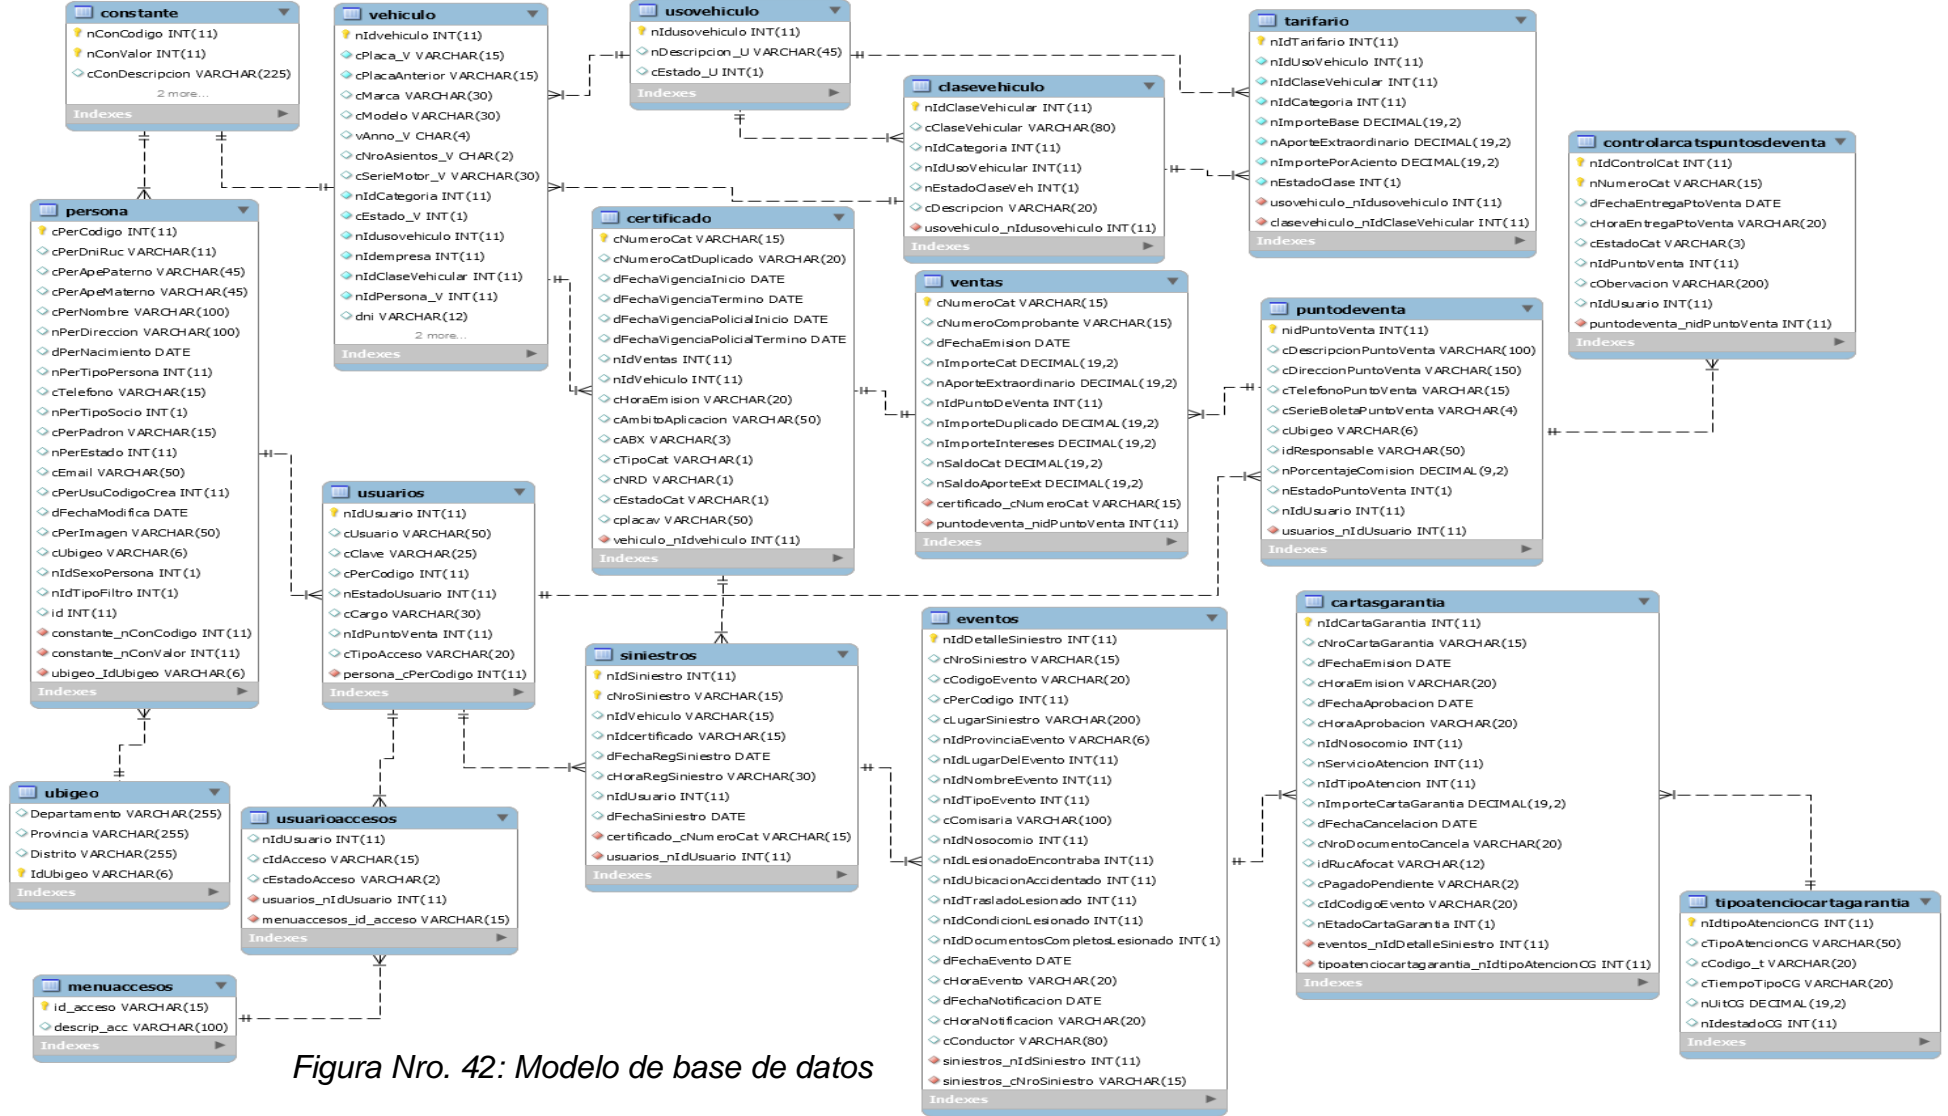 constante
nConCodigo INT(11)
nConValor INT(11)
cConDescripcion VARCHAR(225)
2 more...
Indexes
vehiculo
nIdvehiculo INT(11)
cPlaca_V VARCHAR(15)
cPlacaAnterior VARCHAR(15)
cMarca VARCHAR(30)
cModelo VARCHAR(30)
vAnno_V CHAR(4)
cNroAsientos_V CHAR(2)
cSerieMotor_V VARCHAR(30)
nIdCategoria INT(11)
cEstado_V INT(1)
nIdusovehiculo INT(11)
nIdempresa INT(11)
nIdClaseVehicular INT(11)
nIdPersona_V INT(11)
dni VARCHAR(12)
2 more...
Indexes
usovehiculo
nIdusovehiculo INT(11)
nDescripcion_U VARCHAR(45)
cEstado_U INT(1)
Indexes
clasevehiculo
nIdClaseVehicular INT(11)
cClaseVehicular VARCHAR(80)
nIdCategoria INT(11)
nIdUsoVehicular INT(11)
nEstadoClaseVeh INT(1)
cDescripcion VARCHAR(20)
usovehiculo_nIdusovehiculo INT(11)
Indexes
tarifario
nIdTarifario INT(11)
nIdUsoVehiculo INT(11)
nIdClaseVehicular INT(11)
nIdCategoria INT(11)
nImporteBase DECIMAL(19,2)
nAporteExtraordinario DECIMAL(19,2)
nImportePorAciento DECIMAL(19,2)
nEstadoClase INT(1)
usovehiculo_nIdusovehiculo INT(11)
clasevehiculo_nIdClaseVehicular INT(11)
Indexes
controlarcatspuntosdeventa
nIdControlCat INT(11)
nNumeroCat VARCHAR(15)
dFechaEntregaPtoVenta DATE
cHoraEntregaPtoVenta VARCHAR(20)
cEstadoCat VARCHAR(3)
nIdPuntoVenta INT(11)
cObervacion VARCHAR(200)
nIdUsuario INT(11)
puntodeventa_nidPuntoVenta INT(11)
Indexes
persona
cPerCodigo INT(11)
cPerDniRuc VARCHAR(11)
cPerApePaterno VARCHAR(45)
cPerApeMaterno VARCHAR(45)
cPerNombre VARCHAR(100)
nPerDireccion VARCHAR(100)
dPerNacimiento DATE
nPerTipoPersona INT(11)
cTelefono VARCHAR(15)
nPerTipoSocio INT(1)
cPerPadron VARCHAR(15)
nPerEstado INT(11)
cEmail VARCHAR(50)
cPerUsuCodigoCrea INT(11)
dFechaModifica DATE
cPerImagen VARCHAR(50)
cUbigeo VARCHAR(6)
nIdSexoPersona INT(1)
nIdTipoFiltro INT(1)
id INT(11)
constante_nConCodigo INT(11)
constante_nConValor INT(11)
ubigeo_IdUbigeo VARCHAR(6)
Indexes
certificado
cNumeroCat VARCHAR(15)
cNumeroCatDuplicado VARCHAR(20)
dFechaVigenciaInicio DATE
dFechaVigenciaTermino DATE
dFechaVigenciaPolicialInicio DATE
dFechaVigenciaPolicialTermino DATE
nIdVentas INT(11)
nIdVehiculo INT(11)
cHoraEmision VARCHAR(20)
cAmbitoAplicacion VARCHAR(50)
cABX VARCHAR(3)
cTipoCat VARCHAR(1)
cNRD VARCHAR(1)
cEstadoCat VARCHAR(1)
cplacav VARCHAR(50)
vehiculo_nIdvehiculo INT(11)
Indexes
ventas
cNumeroCat VARCHAR(15)
cNumeroComprobante VARCHAR(15)
dFechaEmision DATE
nImporteCat DECIMAL(19,2)
nAporteExtraordinario DECIMAL(19,2)
nIdPuntoDeVenta INT(11)
nImporteDuplicado DECIMAL(19,2)
nImporteIntereses DECIMAL(19,2)
nSaldoCat DECIMAL(19,2)
nSaldoAporteExt DECIMAL(19,2)
certificado_cNumeroCat VARCHAR(15)
puntodeventa_nidPuntoVenta INT(11)
Indexes
puntodeventa
nidPuntoVenta INT(11)
cDescripcionPuntoVenta VARCHAR(100)
cDireccionPuntoVenta VARCHAR(150)
cTelefonoPuntoVenta VARCHAR(15)
cSerieBoletaPuntoVenta VARCHAR(4)
cUbigeo VARCHAR(6)
idResponsable VARCHAR(50)
nPorcentajeComision DECIMAL(9,2)
nEstadoPuntoVenta INT(1)
nIdUsuario INT(11)
usuarios_nIdUsuario INT(11)
Indexes
usuarios
nIdUsuario INT(11)
cUsuario VARCHAR(50)
cClave VARCHAR(25)
cPerCodigo INT(11)
nEstadoUsuario INT(11)
cCargo VARCHAR(30)
nIdPuntoVenta INT(11)
cTipoAcceso VARCHAR(20)
persona_cPerCodigo INT(11)
Indexes
siniestros
nIdSiniestro INT(11)
cNroSiniestro VARCHAR(15)
nIdVehiculo VARCHAR(15)
nIdcertificado VARCHAR(15)
dFechaRegSiniestro DATE
cHoraRegSiniestro VARCHAR(30)
nIdUsuario INT(11)
dFechaSiniestro DATE
certificado_cNumeroCat VARCHAR(15)
usuarios_nIdUsuario INT(11)
Indexes
eventos
nIdDetalleSiniestro INT(11)
cNroSiniestro VARCHAR(15)
cCodigoEvento VARCHAR(20)
cPerCodigo INT(11)
cLugarSiniestro VARCHAR(200)
nIdProvinciaEvento VARCHAR(6)
nIdLugarDelEvento INT(11)
nIdNombreEvento INT(11)
nIdTipoEvento INT(11)
cComisaria VARCHAR(100)
nIdNosocomio INT(11)
nIdLesionadoEncontraba INT(11)
nIdUbicacionAccidentado INT(11)
nIdTrasladoLesionado INT(11)
nIdCondicionLesionado INT(11)
nIdDocumentosCompletosLesionado INT(1)
dFechaEvento DATE
cHoraEvento VARCHAR(20)
dFechaNotificacion DATE
cHoraNotificacion VARCHAR(20)
cConductor VARCHAR(80)
siniestros_nIdSiniestro INT(11)
siniestros_cNroSiniestro VARCHAR(15)
Indexes
cartasgarantia
nIdCartaGarantia INT(11)
cNroCartaGarantia VARCHAR(15)
dFechaEmision DATE
cHoraEmision VARCHAR(20)
dFechaAprobacion DATE
cHoraAprobacion VARCHAR(20)
nIdNosocomio INT(11)
nServicioAtencion INT(11)
nIdTipoAtencion INT(11)
nImporteCartaGarantia DECIMAL(19,2)
dFechaCancelacion DATE
cNroDocumentoCancela VARCHAR(20)
idRucAfocat VARCHAR(12)
cPagadoPendiente VARCHAR(2)
cIdCodigoEvento VARCHAR(20)
nEtadoCartaGarantia INT(1)
eventos_nIdDetalleSiniestro INT(11)
tipoatenciocartagarantia_nIdtipoAtencionCG INT(11)
Indexes
ubigeo
Departamento VARCHAR(255)
Provincia VARCHAR(255)
Distrito VARCHAR(255)
IdUbigeo VARCHAR(6)
Indexes
usuarioaccesos
nIdUsuario INT(11)
cIdAcceso VARCHAR(15)
cEstadoAcceso VARCHAR(2)
usuarios_nIdUsuario INT(11)
menuaccesos_id_acceso VARCHAR(15)
Indexes
tipoatenciocartagarantia
nIdtipoAtencionCG INT(11)
cTipoAtencionCG VARCHAR(50)
cCodigo_t VARCHAR(20)
cTiempoTipoCG VARCHAR(20)
nUitCG DECIMAL(19,2)
nIdestadoCG INT(11)
Indexes
menuaccesos
id_acceso VARCHAR(15)
descrip_acc VARCHAR(100)
Indexes
Figura Nro. 42: Modelo de base de datos